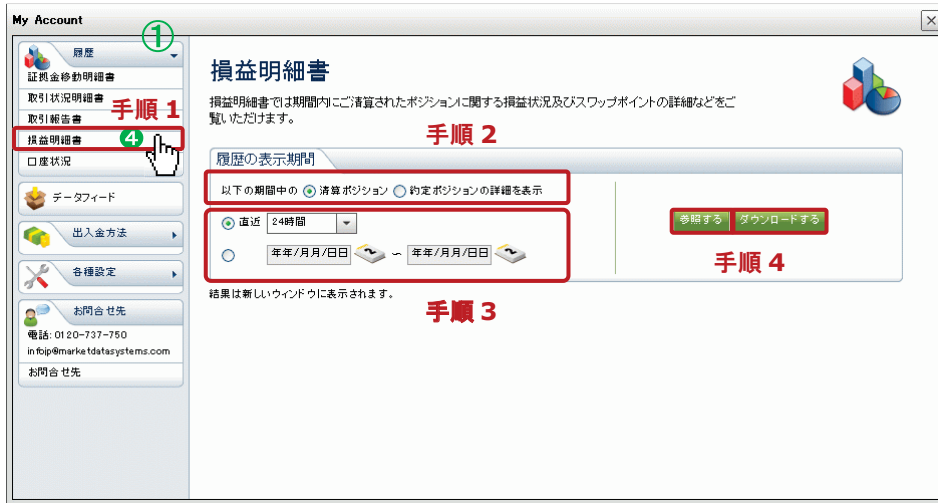 My Account
①
履歴
証拠金移動明細書
取引状況明細書
取引報告書
手順 1
損益明細書
4
口座状況
データフィード
出入金方法
各種設定
お問合せ先
電話: 0120-737-750
infojp@marketdatasystems.com
お問合せ先
損益明細書
損益明細書では期間内にご清算されたポジションに関する損益状況及びスワップポイントの詳細などをご
覧いただけます。
手順 2
履歴の表示期間
以下の期間中の 清算ポジション 約定ポジションの詳細を表示
直近 24時間
年年/月月/日日 ~ 年年/月月/日日
参照する ダウンロードする
手順 4
結果は新しいウィンドウに表示されます。
手順 3